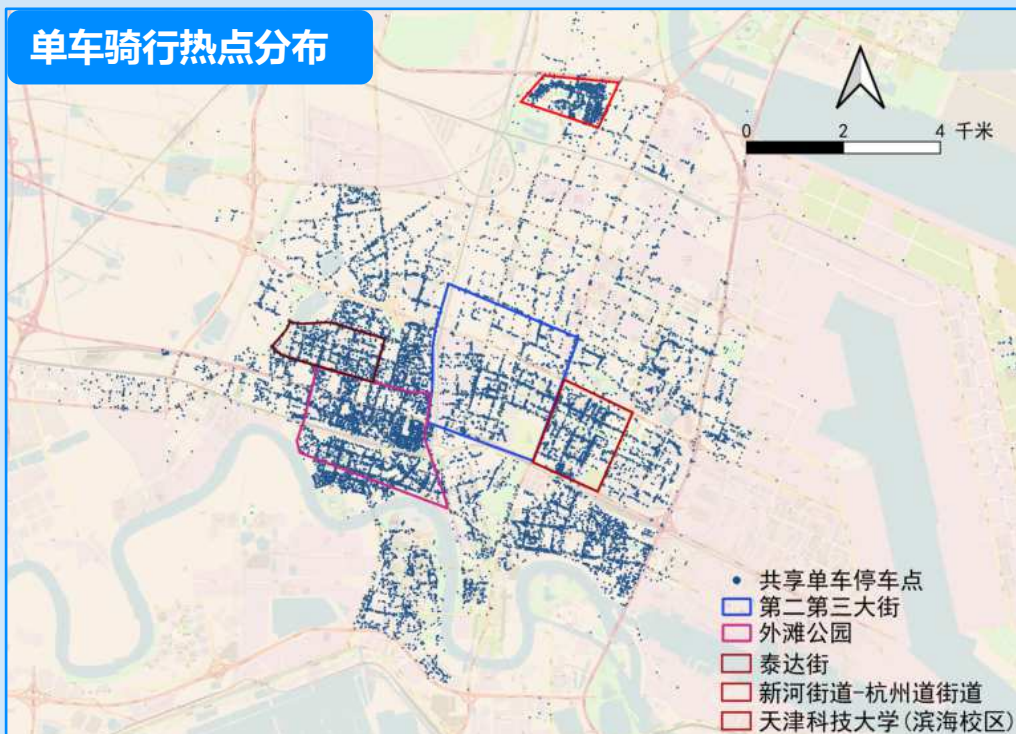 单车骑行热点分布
0 2 4 千米
共享单车停车点
第二第三大街
外滩公园
泰达街
新河街道-杭州道街道
天津科技大学(滨海校区)